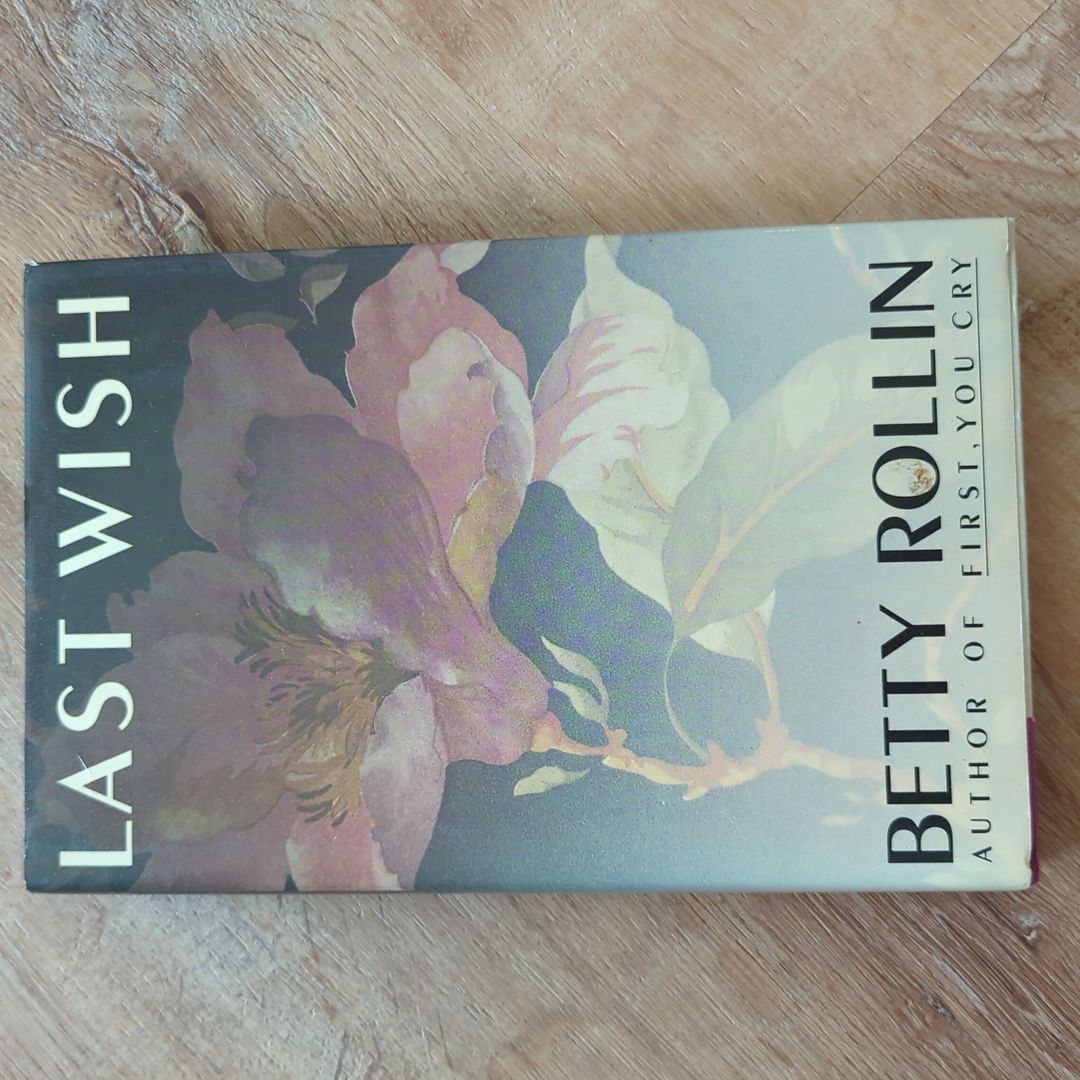 LAST WISH
BETTY ROLLIN
AUTHOR OF FIRST, YOU CRY